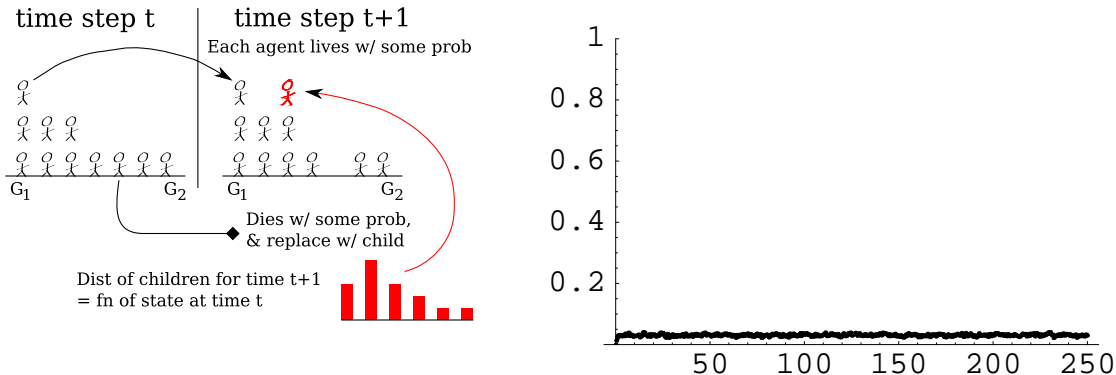 time step t
time step t+1
Each agent lives w/ some prob
G1
G2
G1
G2
Dies w/ some prob,
& replace w/ child
Dist of children for time t+1
= fn of state at time t
1
0.8
0.6
0.4
0.2
50 100 150 200 250